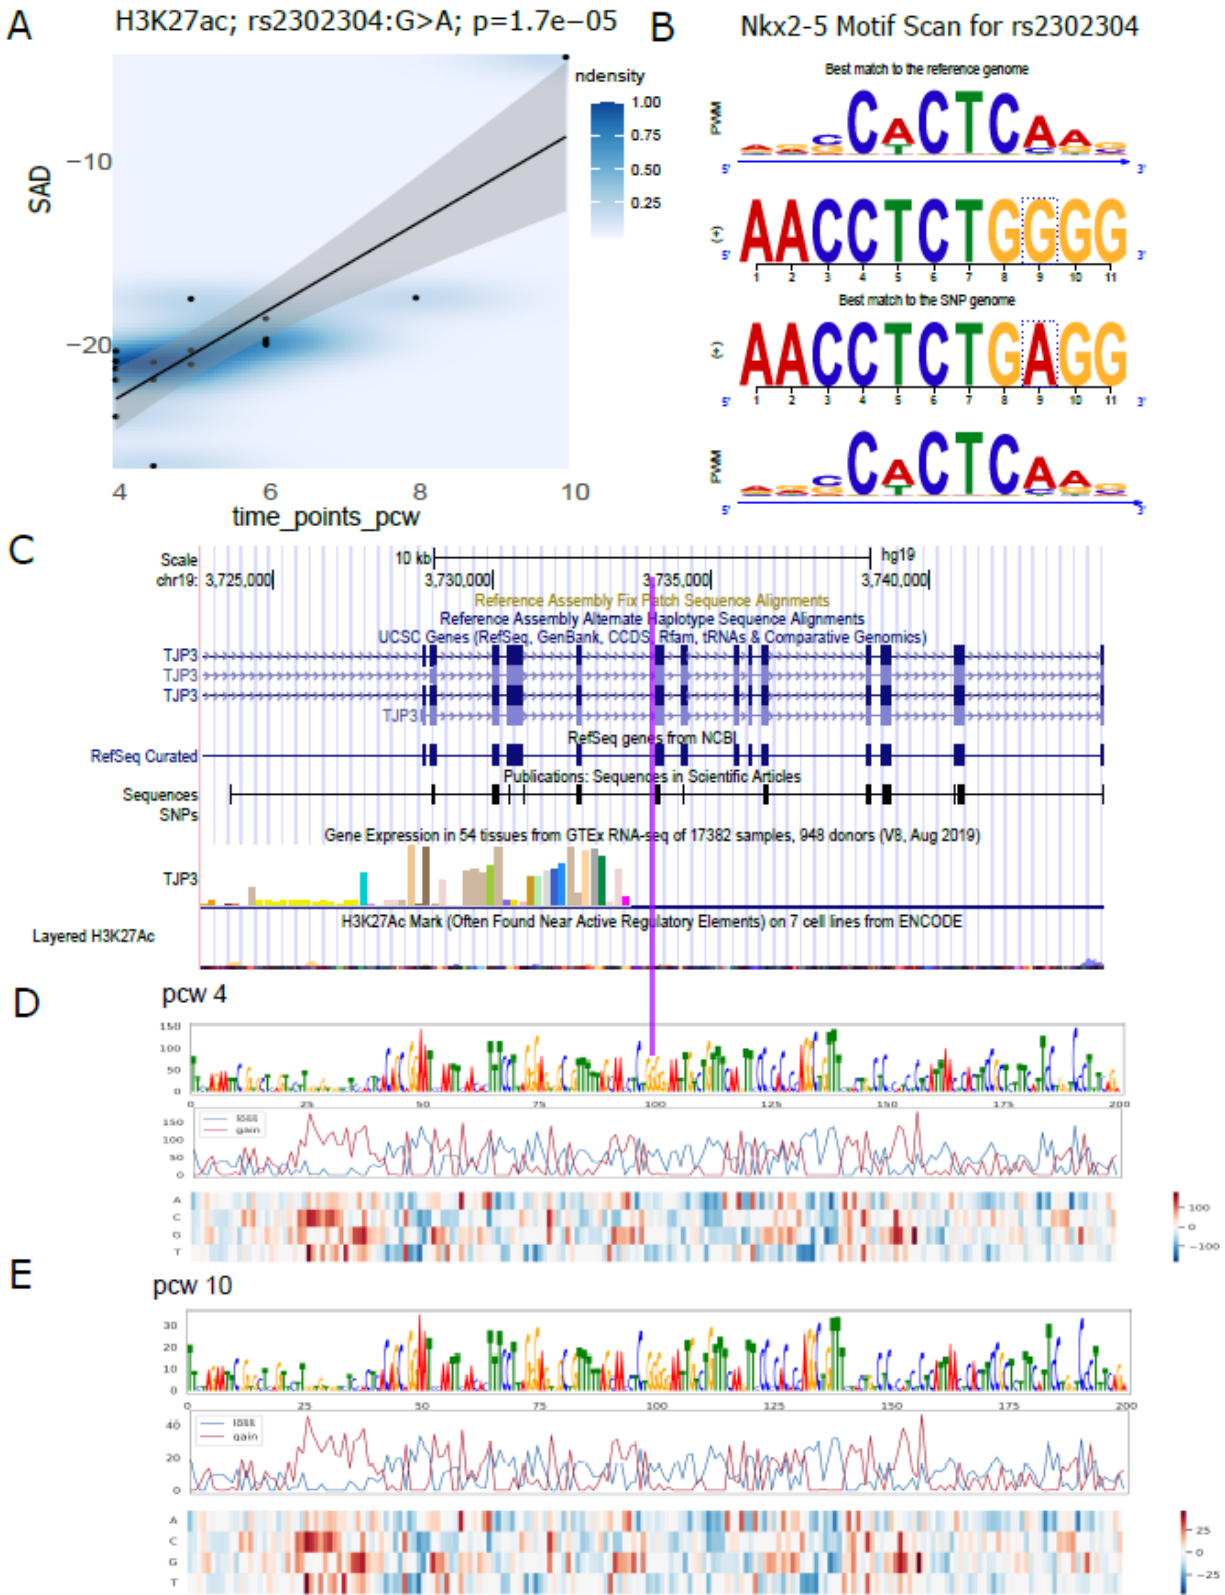 A
H3K27ac; rs2302304:G>A; p=1.7e−05
ndensity
1.00
0.75
0.50
0.25
SAD
−10
−20
4 6 8 10
time_points_pcw
B
Nkx2-5 Motif Scan for rs2302304
Best match to the reference genome
PWM
CACTCAA
5' 3'
(+)
AACCTCTGGGG
5' 3'
1 2 3 4 5 6 7 8 9 10 11
Best match to the SNP genome
(+)
AACCTCTGAGG
5' 3'
1 2 3 4 5 6 7 8 9 10 11
PWM
CACTCAA
5' 3'
C
Scale 10 kb hg19
chr19: 3,725,000 3,730,000 3,735,000 3,740,000
Reference Assembly Fix Patch Sequence Alignments
Reference Assembly Alternate Haplotype Sequence Alignments
UCSC Genes (RefSeq, GenBank, CCDS, Rfam, tRNAs & Comparative Genomics)
TJP3
TJP3
TJP3
TJP3
RefSeq genes from NCBI
RefSeq Curated
Publications: Sequences in Scientific Articles
Sequences
SNPs
Gene Expression in 54 tissues from GTEx RNA-seq of 17382 samples, 948 donors (V8, Aug 2019)
TJP3
H3K27Ac Mark (Often Found Near Active Regulatory Elements) on 7 cell lines from ENCODE
Layered H3K27Ac
D
pcw 4
150
100
50
0
0 25 50 75 100 125 150 175 200
loss
gain
150
100
50
0
A
C
G
T
100
0
−100
E
pcw 10
30
20
10
0
0 25 50 75 100 125 150 175 200
loss
gain
40
20
0
A
C
G
T
25
0
−25